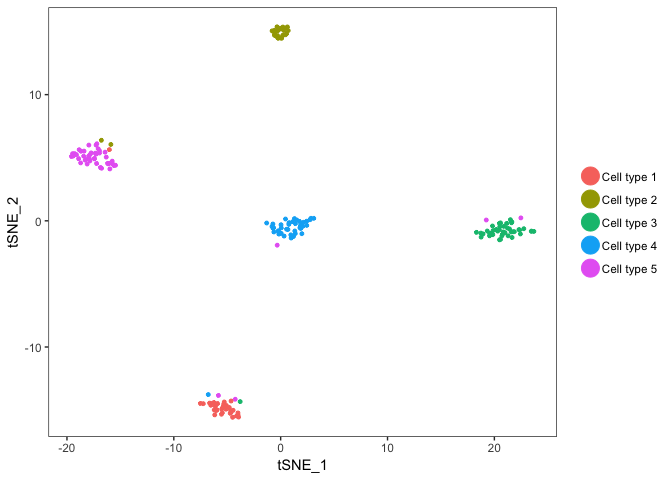 10
0
-10
-20
-10
0
10
20
tSNE_1
tSNE_2
Cell type 1
Cell type 2
Cell type 3
Cell type 4
Cell type 5